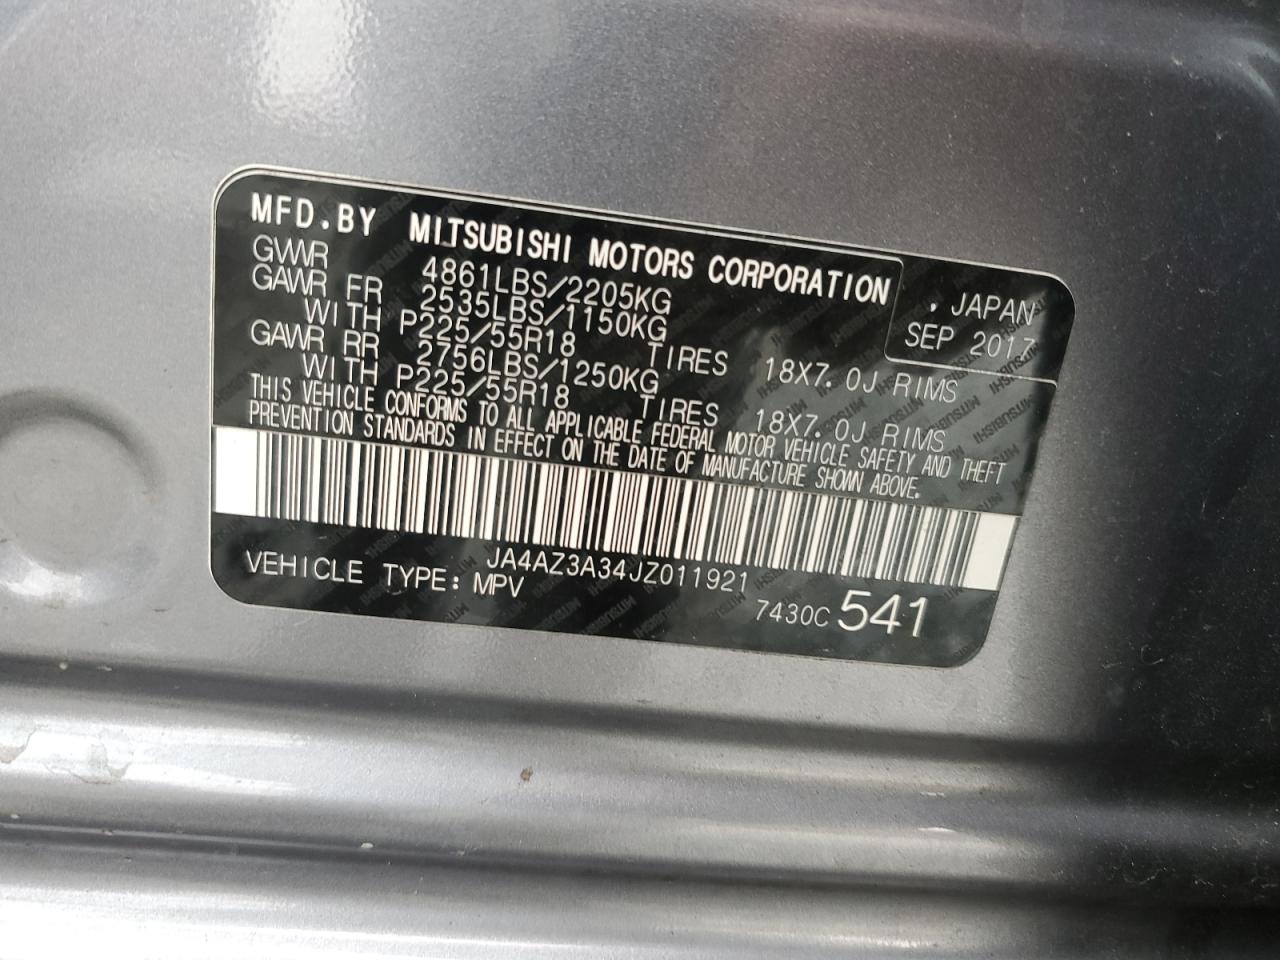 MFD.BY MITSUBISHI MOTORS CORPORATION
. JAPAN
SEP 2017
GVWR 4861LBS/2205KG
GAWR FR 2535LBS/1150KG
WITH P225/55R18 TIRES 18X7.0J RIMS
GAWR RR 2756LBS/1250KG
WITH P225/55R18 TIRES 18X7.0J RIMS
THIS VEHICLE CONFORMS TO ALL APPLICABLE FEDERAL MOTOR VEHICLE SAFETY AND THEFT
PREVENTION STANDARDS IN EFFECT ON THE DATE OF MANUFACTURE SHOWN ABOVE.
JA4AZ3A34JZ011921
VEHICLE TYPE: MPV
7430C 541